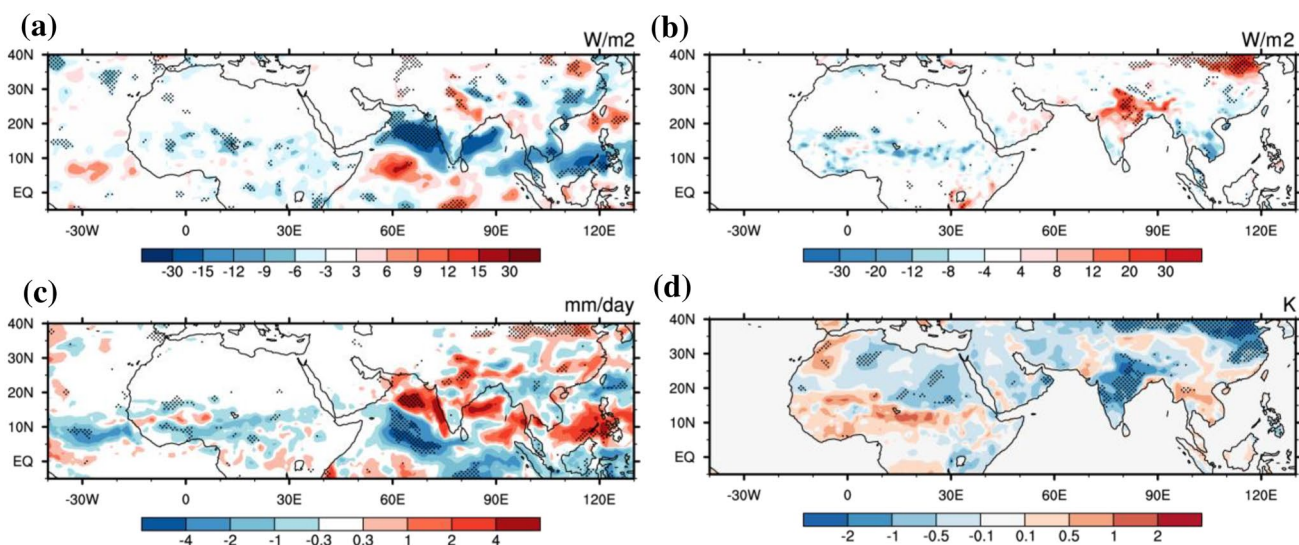 (a)
W/m2
40N
30N
20N
10N
EQ
-30W 0 30E 60E 90E 120E
-30 -15 -12 -9 -6 -3 3 6 9 12 15 30
(b)
W/m2
40N
30N
20N
10N
EQ
-30W 0 30E 60E 90E 120E
-30 -20 -12 -8 -4 4 8 12 20 30
(c)
mm/day
40N
30N
20N
10N
EQ
-30W 0 30E 60E 90E 120E
-4 -2 -1 -0.3 0.3 1 2 4
(d)
K
40N
30N
20N
10N
EQ
-30W 0 30E 60E 90E 120E
-2 -1 -0.5 -0.1 0.1 0.5 1 2